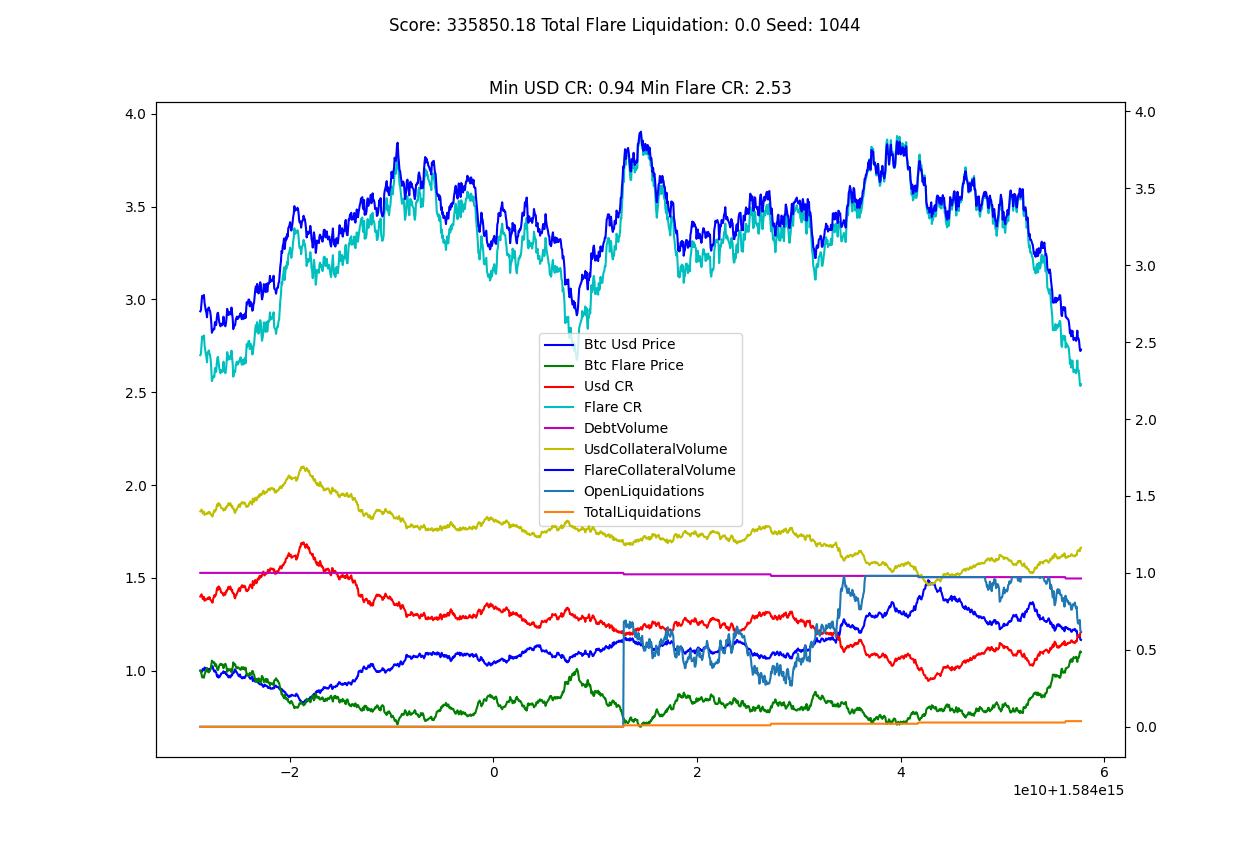 Score: 335850.18 Total Flare Liquidation: 0.0 Seed: 1044
Min USD CR: 0.94 Min Flare CR: 2.53
4.0
3.5
3.0
2.5
2.0
1.5
1.0
4.0
3.5
3.0
2.5
2.0
1.5
1.0
0.5
0.0
Btc Usd Price
Btc Flare Price
Usd CR
Flare CR
DebtVolume
UsdCollateralVolume
FlareCollateralVolume
OpenLiquidations
TotalLiquidations
−2 0 2 4 6
1e10+1.584e15